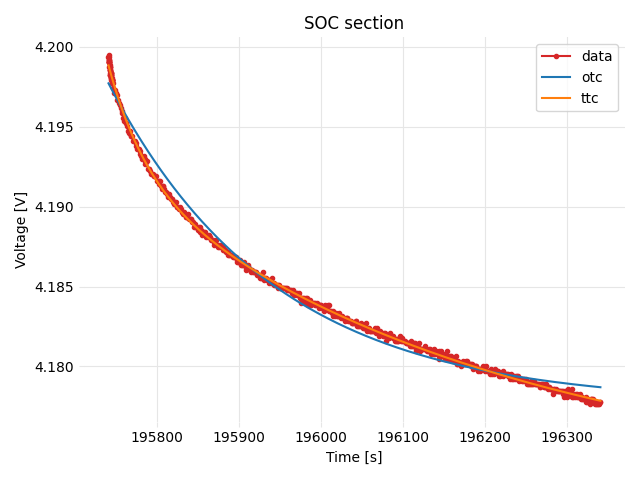 SOC section
4.200
4.195
4.190
4.185
4.180
Voltage [V]
data
otc
ttc
195800 195900 196000 196100 196200 196300
Time [s]